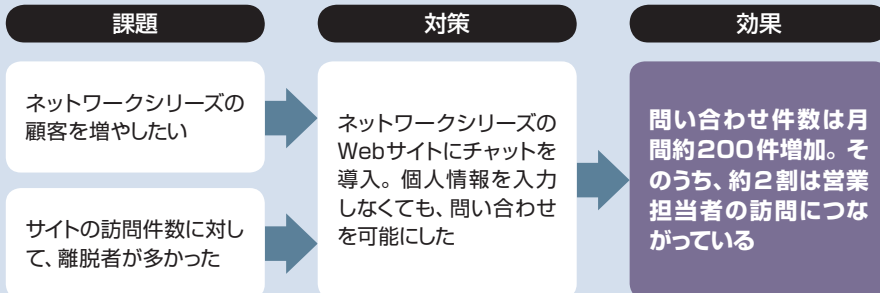 課題
対策
効果
ネットワークシリーズの
顧客を増やしたい
サイトの訪問件数に対し
て、離脱者が多かった
ネットワークシリーズの
Webサイトにチャットを
導入。個人情報を入力
しなくても、問い合わせ
を可能にした
問い合わせ件数は月
間約200件増加。そ
のうち、約2割は営業
担当者の訪問につな
がっている